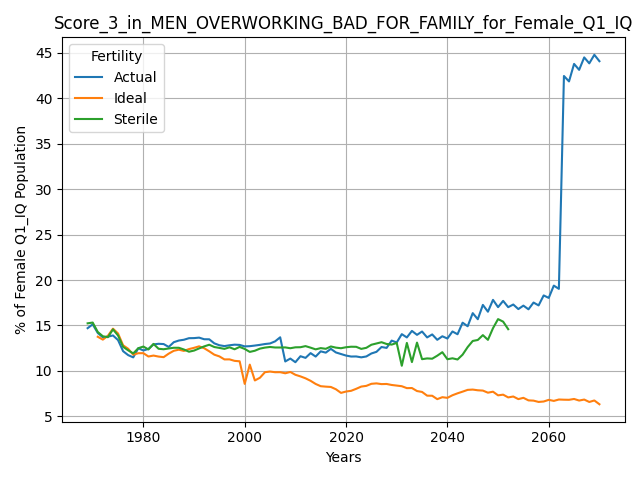 Score_3_in_MEN_OVERWORKING_BAD_FOR_FAMILY_for_Female_Q1_IQ
Fertility
Actual
Ideal
Sterile
% of Female Q1_IQ Population
45
40
35
30
25
20
15
10
5
1980
2000
2020
2040
2060
Years